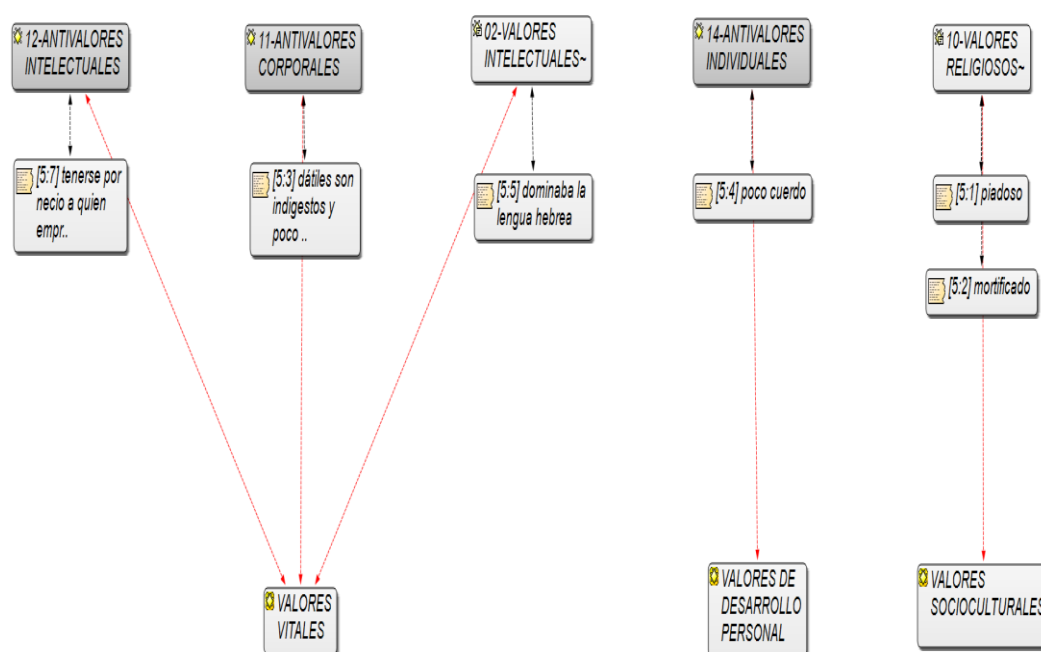 12-ANTIVALORES
INTELECTUALES
11-ANTIVALORES
CORPORALES
02-VALORES
INTELECTUALES~
14-ANTIVALORES
INDIVIDUALES
10-VALORES
RELIGIOSOS~
[5:7] tenerse por
necio a quien
empr..
[5:3] dátiles son
indigestos y
poco ..
[5:5] dominaba la
lengua hebrea
[5:4] poco cuerdo
[5:1] piadoso
[5:2] mortificado
VALORES
VITALES
VALORES DE
DESARROLLO
PERSONAL
VALORES
SOCIOCULTURALES